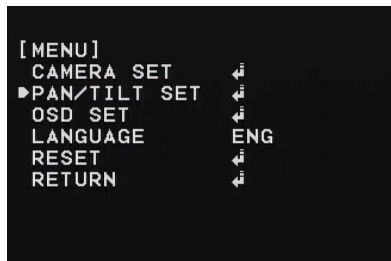 [MENU]
CAMERA SET ↲
▶PAN/TILT SET ↲
OSD SET ↲
LANGUAGE ENG
RESET ↲
RETURN ↲